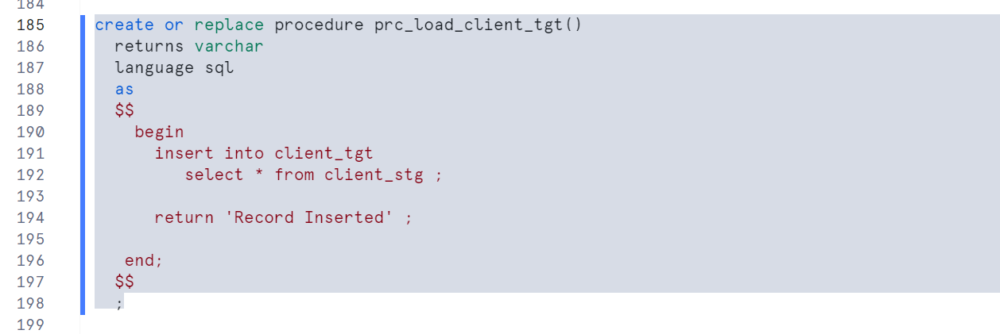 184
185 create or replace procedure prc_load_client_tgt()
186 returns varchar
187 language sql
188 as
189 $$
190 begin
191 insert into client_tgt
192 select * from client_stg ;
193
194 return 'Record Inserted' ;
195
196 end;
197 $$
198 ;
199